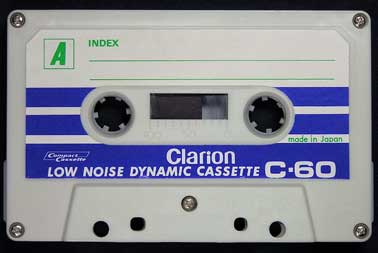 A INDEX
made in Japan
Compact Cassette
Clarion
LOW NOISE DYNAMIC CASSETTE C-60